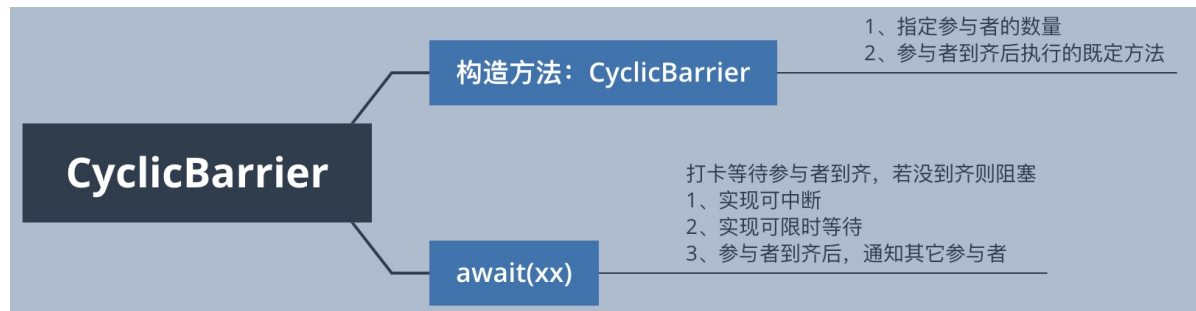 CyclicBarrier
构造方法：CyclicBarrier
1、指定参与者的数量
2、参与者到齐后执行的既定方法
await(xx)
打卡等待参与者到齐，若没到齐则阻塞
1、实现可中断
2、实现可限时等待
3、参与者到齐后，通知其它参与者